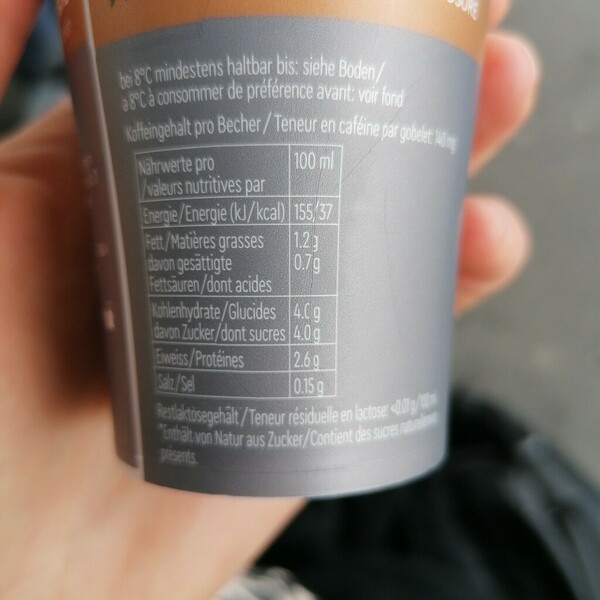 bei 8°C mindestens haltbar bis: siehe Boden/
à 8°C à consommer de préférence avant: voir fond
Koffeingehalt pro Becher/Teneur en caféine par gobelet: 140 mg
Nährwerte pro 100 ml
/valeurs nutritives par
Energie/Energie (kJ/kcal) 155/37
Fett/Matières grasses 1.2 g
davon gesättigte 0.7 g
Fettsäuren/dont acides
Kohlenhydrate/Glucides 4.0 g
davon Zucker/dont sucres 4.0 g
Eiweiss/Protéines 2.6 g
Salz/Sel 0.15 g
Restlaktosegehalt/Teneur résiduelle en lactose: <0.01 g/100 ml
*Enthält von Natur aus Zucker/Contient des sucres naturellement
présents.